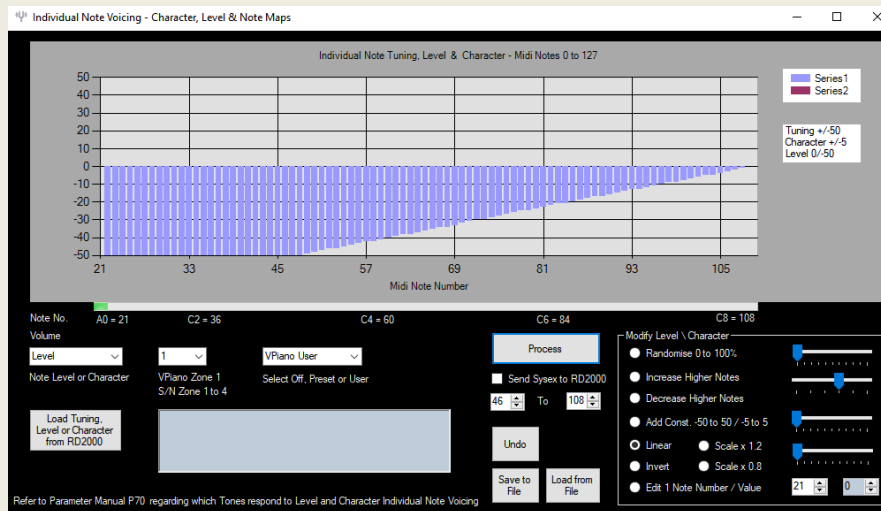 Individual Note Voicing - Character, Level & Note Maps
Individual Note Tuning, Level & Character - Midi Notes 0 to 127
50
40
30
20
10
0
-10
-20
-30
-40
-50
21 33 45 57 69 81 93 105
Midi Note Number
Series1
Series2
Tuning +/-50
Character +/-5
Level 0/-50
Note No. A0 = 21 C2 = 36 C4 = 60 C6 = 84 C8 = 108
Volume
Level 1 VPiano User
Note Level or Character VPiano Zone 1 Select Off, Preset or User
S/N Zone 1 to 4
Load Tuning,
Level or Character
from RD2000
Process
Send Sysex to RD2000
46 To 108
Undo
Save to
File
Load from
File
Modify Level \ Character
Randomise 0 to 100%
Increase Higher Notes
Decrease Higher Notes
Add Const. -50 to 50 / -5 to 5
Linear Scale x 1.2
Invert Scale x 0.8
Edit 1 Note Number / Value 21 0
Refer to Parameter Manual P70 regarding which Tones respond to Level and Character Individual Note Voicing